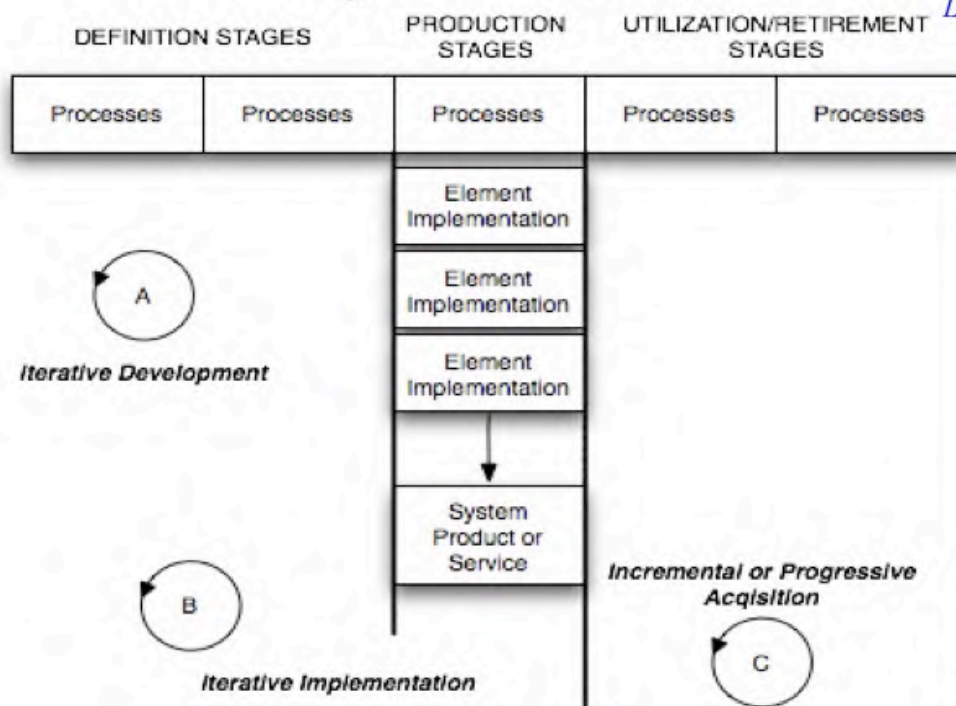 DEFINITION STAGES
PRODUCTION
STAGES
UTILIZATION/RETIREMENT
STAGES
Processes
Processes
Processes
Processes
Processes
Element
Implementation
Element
Implementation
Element
Implementation
A
Iterative Development
System
Product or
Service
B
Iterative Implementation
Incremental or Progressive
Acqisition
C